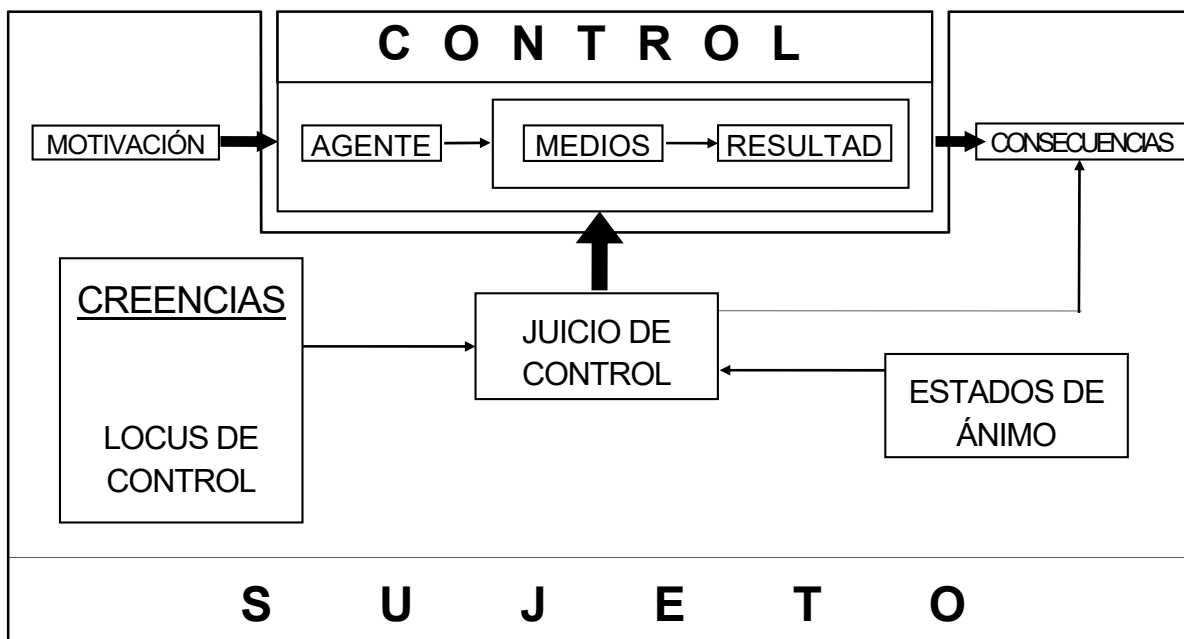 C O N T R O L
MOTIVACIÓN
AGENTE
MEDIOS
RESULTAD
CONSECUENCIAS
CREENCIAS
LOCUS DE
CONTROL
JUICIO DE
CONTROL
ESTADOS DE
ÁNIMO
S U J E T O